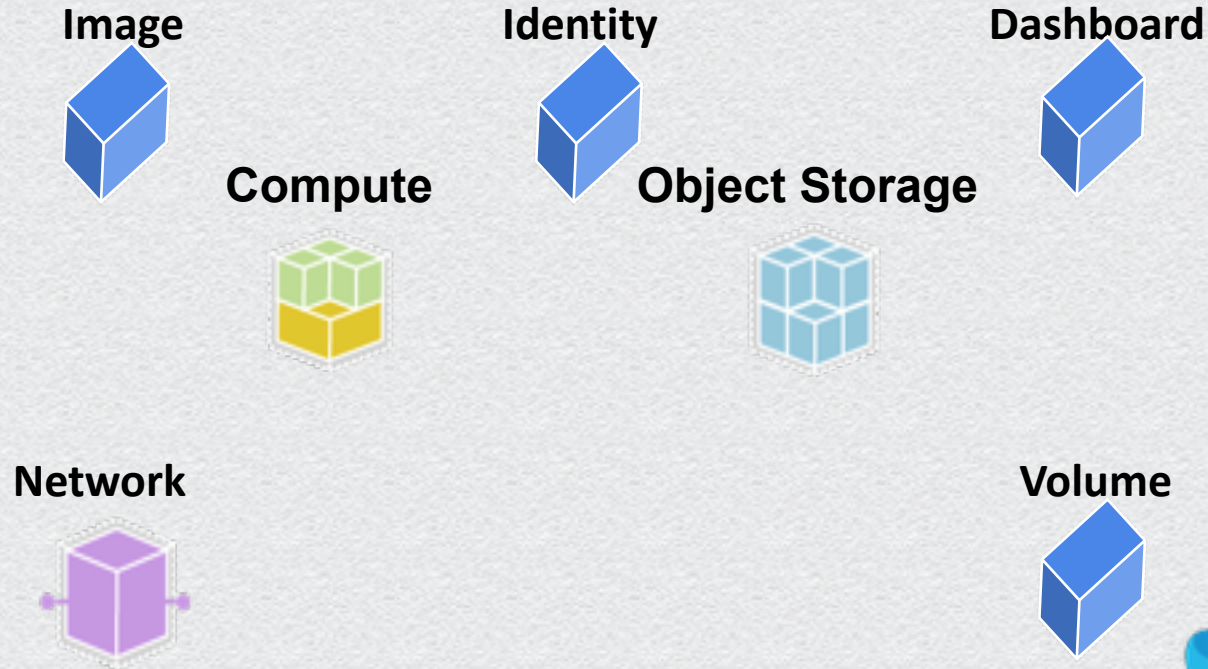 Image
Identity
Dashboard
Compute
Object Storage
Network
Volume